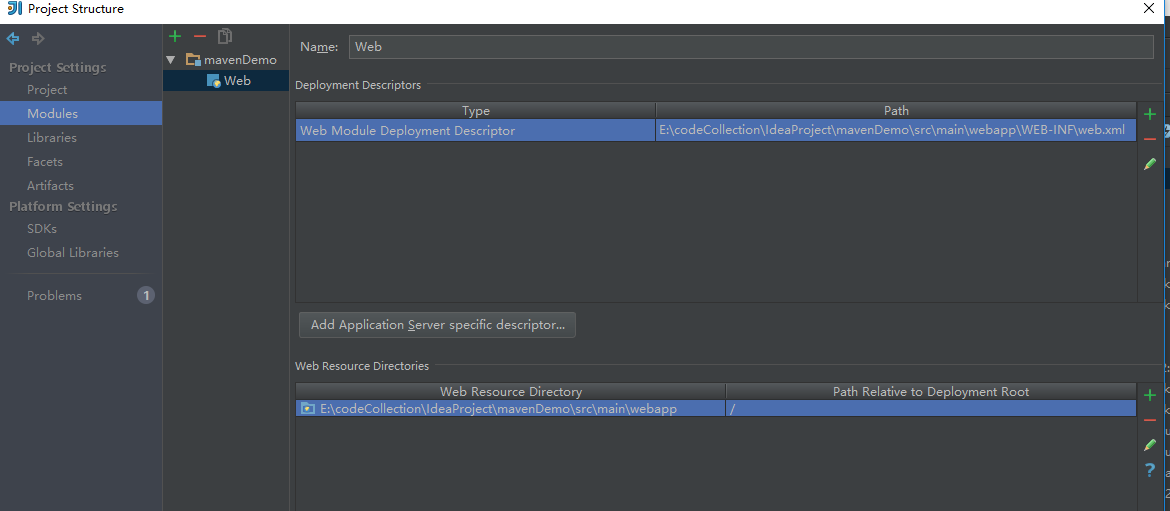 Project Structure
Project Settings
Project
Modules
Libraries
Facets
Artifacts
Platform Settings
SDKs
Global Libraries
Problems 1
mavenDemo
Web
Name: Web
Deployment Descriptors
Type Path
Web Module Deployment Descriptor E:\codeCollection\IdeaProject\mavenDemo\src\main\webapp\WEB-INF\web.xml
Add Application Server specific descriptor...
Web Resource Directories
Web Resource Directory Path Relative to Deployment Root
E:\codeCollection\IdeaProject\mavenDemo\src\main\webapp /